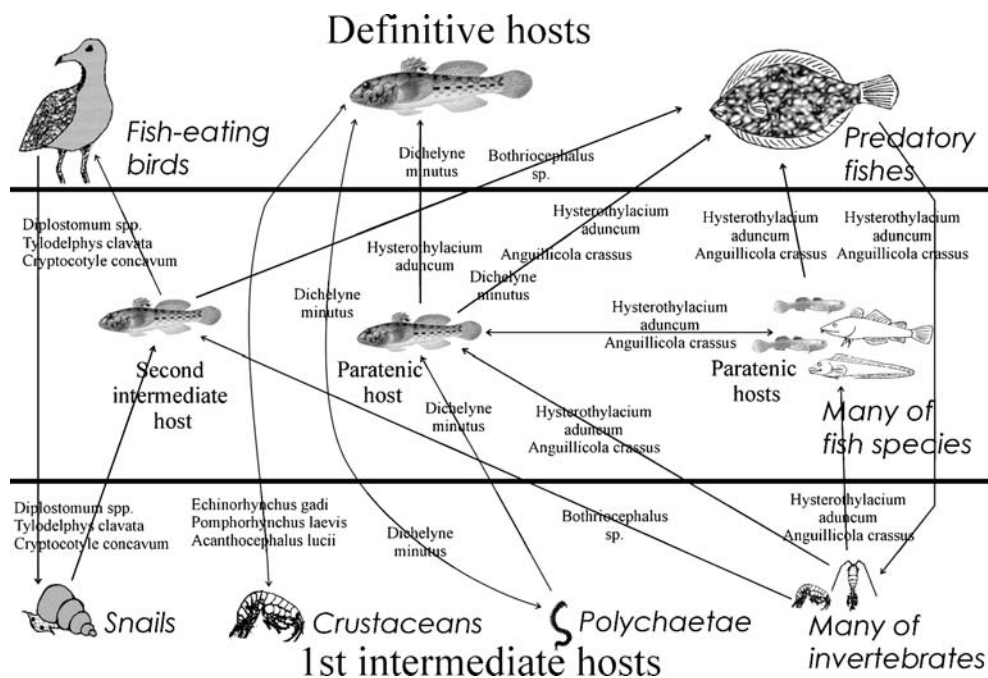 Definitive hosts
Fish-eating
birds
Predatory
fishes
Dichelyne
minutus
Bothriocephalus
sp.
Diplostomum spp.
Tylodelphys clavata
Cryptocotyle concavum
Hysterothylacium
aduncum
Dichelyne
minutus
Hysterothylacium
aduncum
Anguillicola crassus
Dichelyne
minutus
Hysterothylacium
aduncum
Anguillicola crassus
Hysterothylacium
aduncum
Anguillicola crassus
Hysterothylacium
aduncum
Anguillicola crassus
Second
intermediate
host
Paratenic
host
Paratenic
hosts
Many of
fish species
Dichelyne
minutus
Hysterothylacium
aduncum
Anguillicola crassus
Diplostomum spp.
Tylodelphys clavata
Cryptocotyle concavum
Echinorhynchus gadi
Pomphorhynchus laevis
Acanthocephalus lucii
Dichelyne
minutus
Bothriocephalus
sp.
Hysterothylacium
aduncum
Anguillicola crassus
Snails
Crustaceans
Polychaetae
Many of
invertebrates
1st intermediate hosts